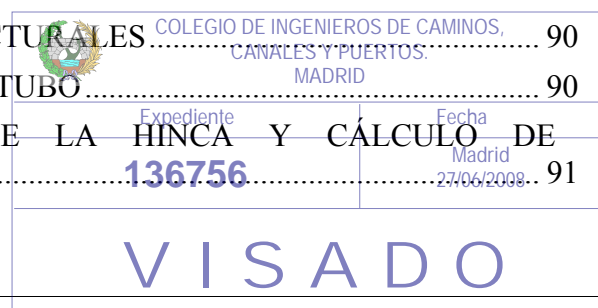 CTURALES ........ 90
COLEGIO DE INGENIEROS DE CAMINOS,
CANALES Y PUERTOS.
MADRID
TUBO ........ 90
Expediente
Fecha
E LA HINCA Y CÁLCULO DE
Madrid
136756
27/06/2008
........ 91
VISADO